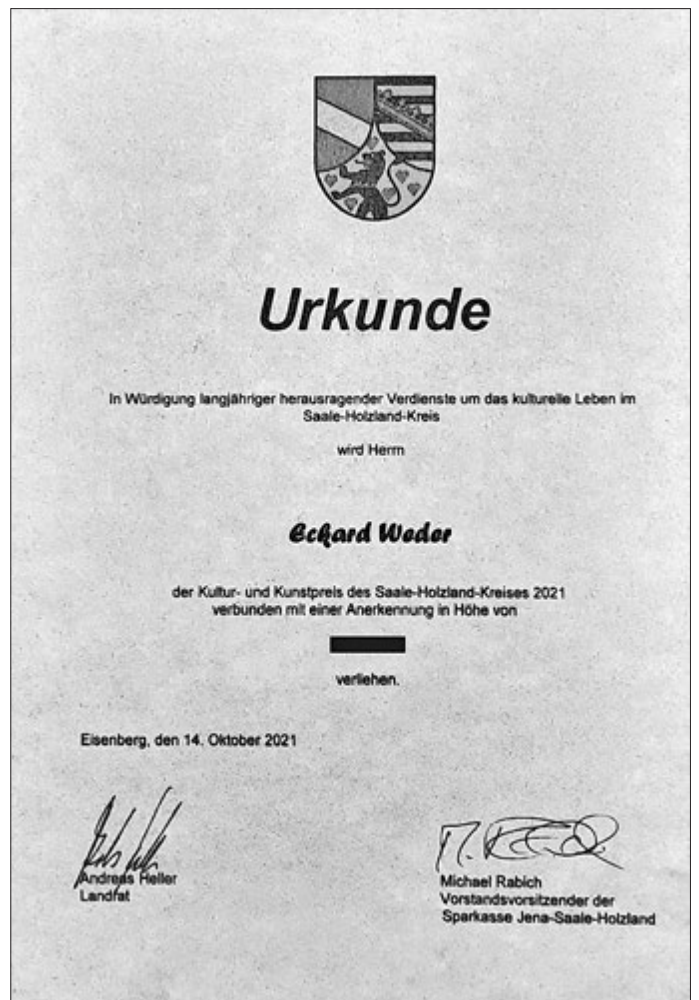 Urkunde
In Würdigung langjähriger herausragender Verdienste um das kulturelle Leben im
Saale-Holzland-Kreis
wird Herrn
Eckard Weder
der Kultur- und Kunstpreis des Saale-Holzland-Kreises 2021
verbunden mit einer Anerkennung in Höhe von
verliehen.
Eisenberg, den 14. Oktober 2021
Andreas Heller
Landrat
Michael Rabich
Vorstandsvorsitzender der
Sparkasse Jena-Saale-Holzland